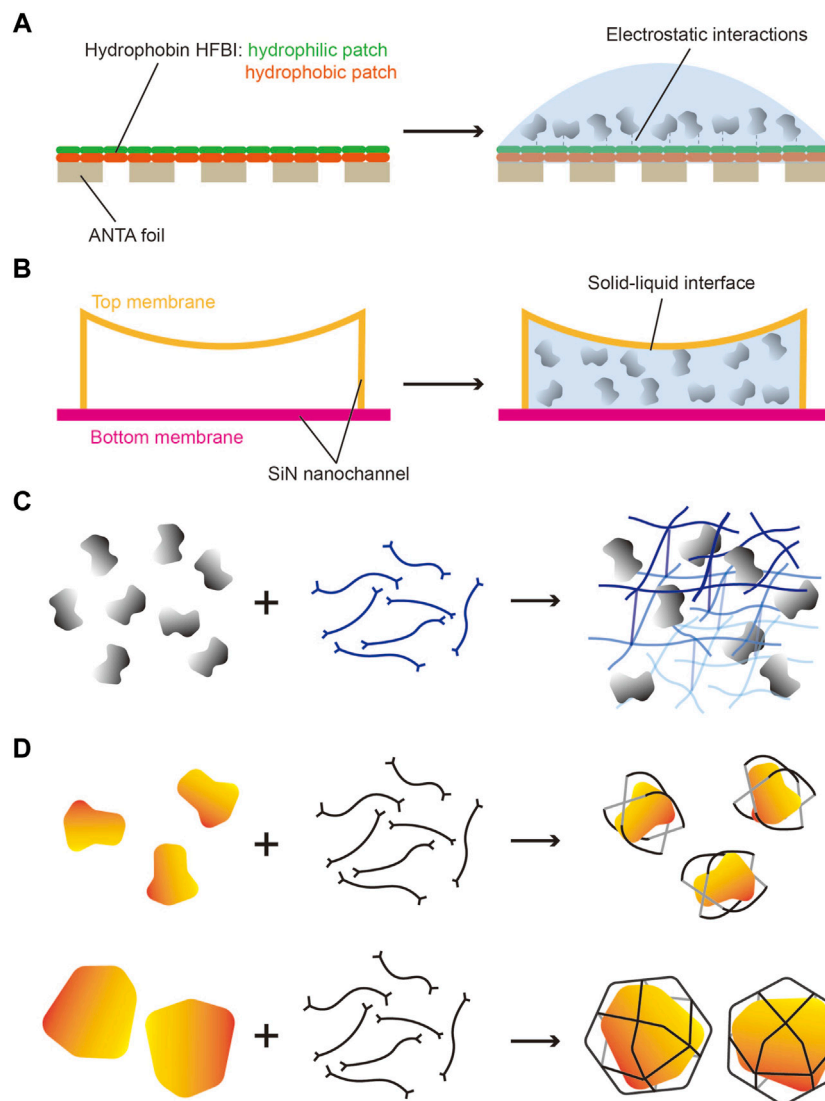 A
Hydrophobin HFBI: hydrophilic patch
hydrophobic patch
Electrostatic interactions
ANTA foil
B
Top membrane
Solid-liquid interface
Bottom membrane
SiN nanochannel
C
+
D
+
+